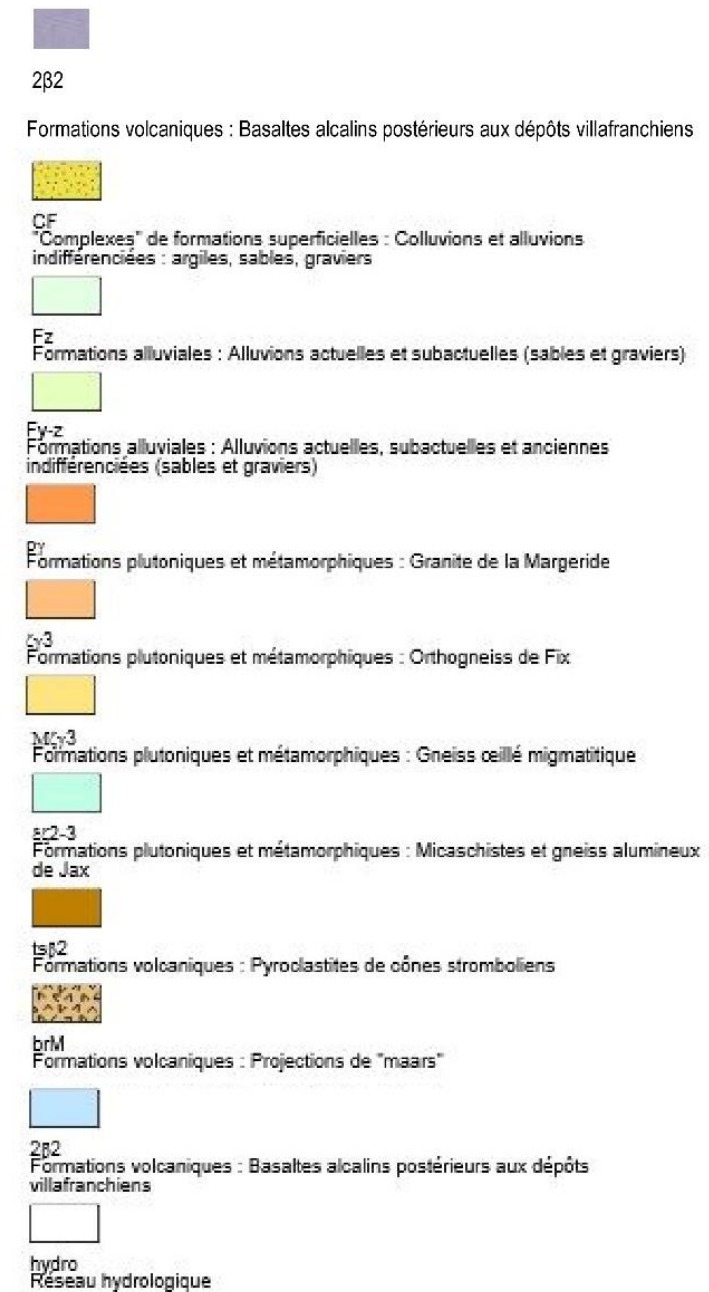 2β2
Formations volcaniques : Basaltes alcalins postérieurs aux dépôts villafranchiens
CF
"Complexes" de formations superficielles : Colluvions et alluvions
indifférenciées : argiles, sables, graviers
Fz
Formations alluviales : Alluvions actuelles et subactuelles (sables et graviers)
Fy-z
Formations alluviales : Alluvions actuelles, subactuelles et anciennes
indifférenciées (sables et graviers)
pγ
Formations plutoniques et métamorphiques : Granite de la Margeride
ζγ3
Formations plutoniques et métamorphiques : Orthogneiss de Fix
Mζγ3
Formations plutoniques et métamorphiques : Gneiss œillé migmatitique
Formations plutoniques et métamorphiques : Micaschistes et gneiss alumineux
de Jax
tsβ2
Formations volcaniques : Pyroclastites de cônes stromboliens
brM
Formations volcaniques : Projections de "maars"
2β2
Formations volcaniques : Basaltes alcalins postérieurs aux dépôts
villafranchiens
hydro
Réseau hydrologique